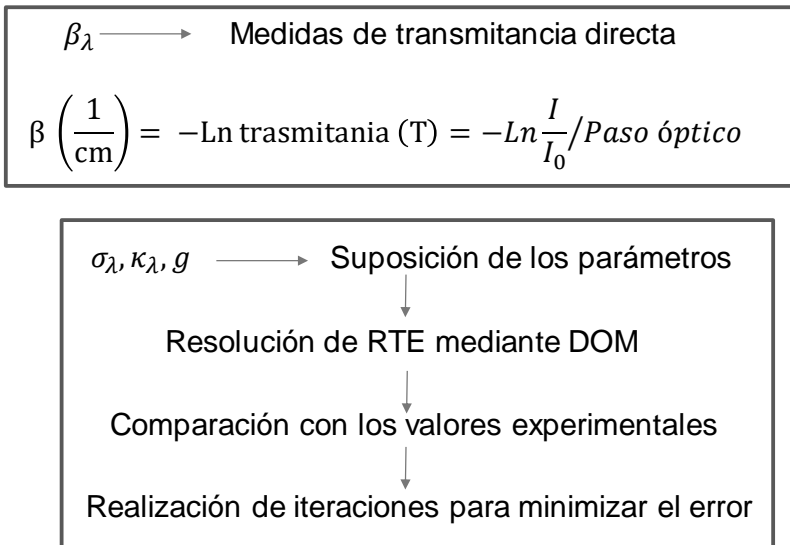 β_λ → Medidas de transmitancia directa
β (1/cm) = −Ln trasmitania (T) = −Ln I/I₀ / Paso óptico
σ_λ, κ_λ, g → Suposición de los parámetros
Resolución de RTE mediante DOM
Comparación con los valores experimentales
Realización de iteraciones para minimizar el error